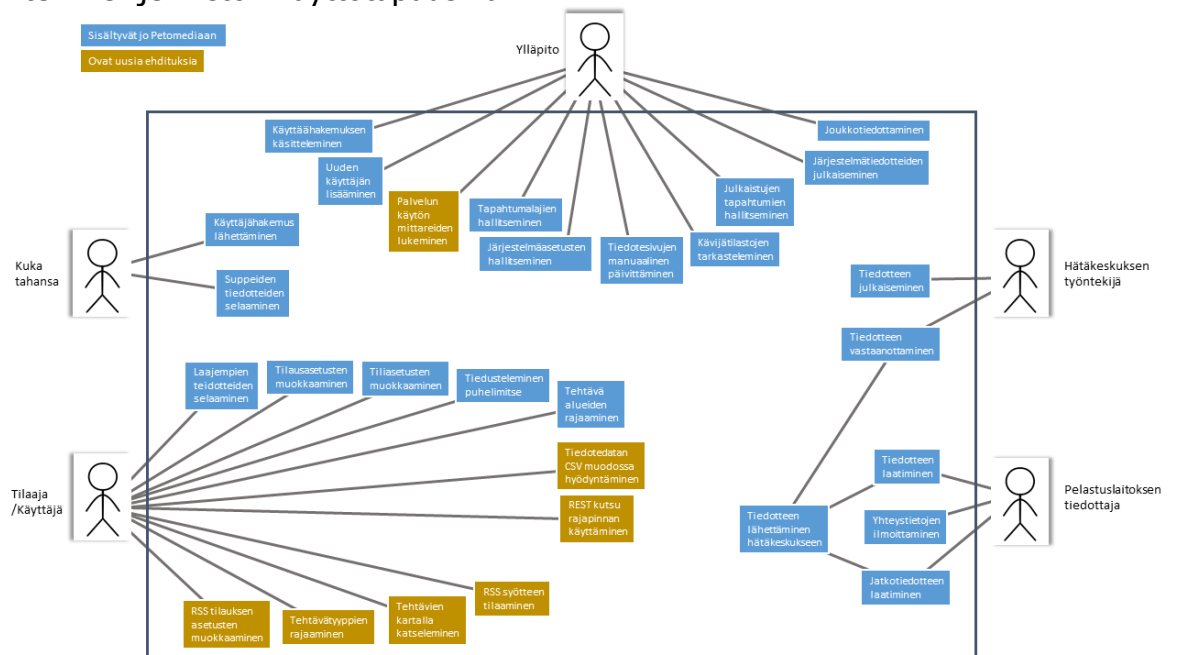 Sisältyvät jo Petomediaan
Ovat uusia ehdituksia
Ylläpito
Käyttäähakemuksen
käsitteleminen
Uuden
käyttäjän
lisääminen
Palvelun
käytön
mittareiden
lukeminen
Tapahtumalajien
hallitseminen
Järjestelmäasetusten
hallitseminen
Tiedotesivujen
manuaalinen
päivittäminen
Kävijätilastojen
tarkasteleminen
Julkaistujen
tapahtumien
hallitseminen
Järjestelmätiedotteiden
julkaiseminen
Joukkotiedottaminen
Kuka
tahansa
Käyttäjähakemus
lähettäminen
Suppeiden
tiedotteiden
selaaminen
Hätäkeskuksen
työntekijä
Tiedotteen
julkaiseminen
Tiedotteen
vastaanottaminen
Tilaaja
/Käyttäjä
Laajempien
teidotteiden
selaaminen
Tilausasetusten
muokkaaminen
Tiliasetusten
muokkaaminen
Tiedusteleminen
puhelimitse
Tehtävä
alueiden
rajaaminen
Tiedotedatan
CSV muodossa
hyödyntäminen
REST kutsu
rajapinnan
käyttäminen
RSS syötteen
tilaaminen
Tehtävien
kartalla
katseleminen
Tehtävätyyppien
rajaaminen
RSS tilauksen
asetusten
muokkaaminen
Pelastuslaitoksen
tiedottaja
Tiedotteen
laatiminen
Yhteystietojen
ilmoittaminen
Tiedotteen
lähettäminen
hätäkeskukseen
Jatkotiedotteen
laatiminen